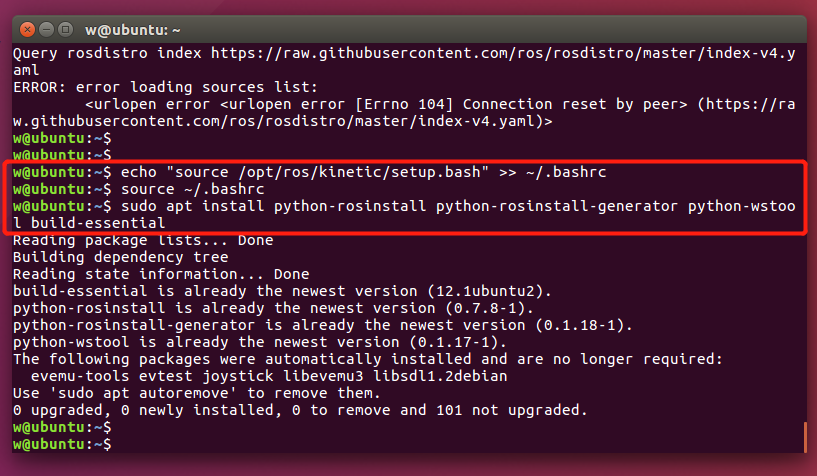 w@ubuntu: ~
Query rosdistro index https://raw.githubusercontent.com/ros/rosdistro/master/index-v4.y
aml
ERROR: error loading sources list:
        <urlopen error <urlopen error [Errno 104] Connection reset by peer> (https://ra
w.githubusercontent.com/ros/rosdistro/master/index-v4.yaml)>
w@ubuntu:~$
w@ubuntu:~$
w@ubuntu:~$ echo "source /opt/ros/kinetic/setup.bash" >> ~/.bashrc
w@ubuntu:~$ source ~/.bashrc
w@ubuntu:~$ sudo apt install python-rosinstall python-rosinstall-generator python-wstoo
l build-essential
Reading package lists... Done
Building dependency tree
Reading state information... Done
build-essential is already the newest version (12.1ubuntu2).
python-rosinstall is already the newest version (0.7.8-1).
python-rosinstall-generator is already the newest version (0.1.18-1).
python-wstool is already the newest version (0.1.17-1).
The following packages were automatically installed and are no longer required:
  evemu-tools evtest joystick libevemu3 libsdl1.2debian
Use 'sudo apt autoremove' to remove them.
0 upgraded, 0 newly installed, 0 to remove and 101 not upgraded.
w@ubuntu:~$
w@ubuntu:~$